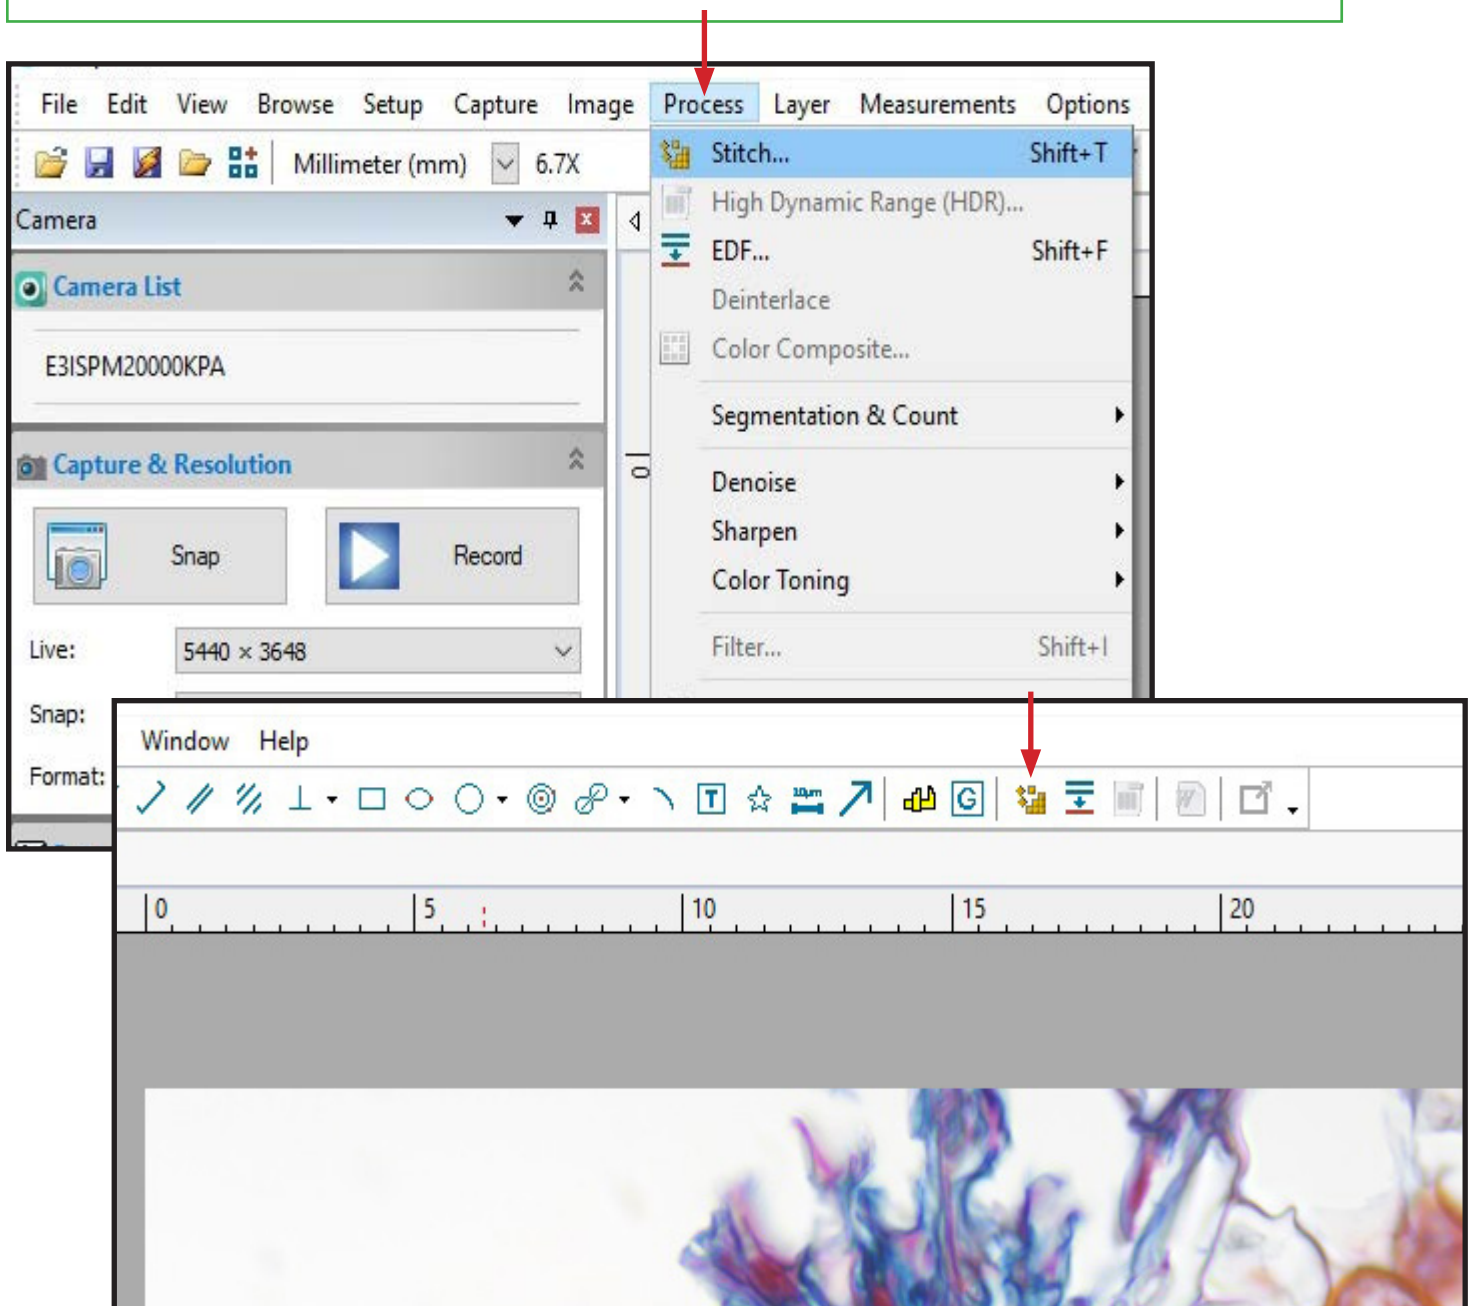 File Edit View Browse Setup Capture Image Process Layer Measurements Options
Millimeter (mm) 6.7X
Stitch... Shift+T
High Dynamic Range (HDR)...
EDF... Shift+F
Deinterlace
Color Composite...
Segmentation & Count
Denoise
Sharpen
Color Toning
Filter... Shift+I
Camera
Camera List
E3ISPM20000KPA
0
Capture & Resolution
Snap Record
Live: 5440 × 3648
Snap:
Format:
Window Help
T 10µm G W
0 5 10 15 20